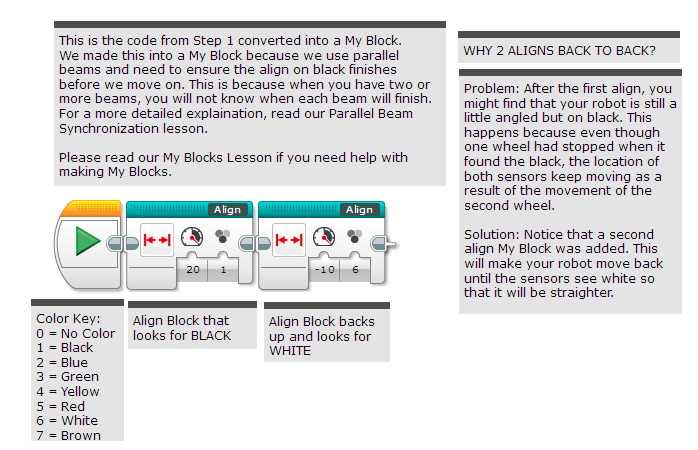 This is the code from Step 1 converted into a My Block.
We made this into a My Block because we use parallel
beams and need to ensure the align on black finishes
before we move on. This is because when you have two or
more beams, you will not know when each beam will finish.
For a more detailed explaination, read our Parallel Beam
Synchronization lesson.
Please read our My Blocks Lesson if you need help with
making My Blocks.
WHY 2 ALIGNS BACK TO BACK?
Problem: After the first align, you
might find that your robot is still a
little angled but on black. This
happens because even though
one wheel had stopped when it
found the black, the location of
both sensors keep moving as a
result of the movement of the
second wheel.
Solution: Notice that a second
align My Block was added. This
will make your robot move back
until the sensors see white so
that it will be straighter.
Align
20 1
Align
-10 6
Color Key:
0 = No Color
1 = Black
2 = Blue
3 = Green
4 = Yellow
5 = Red
6 = White
7 = Brown
Align Block that
looks for BLACK
Align Block backs
up and looks for
WHITE